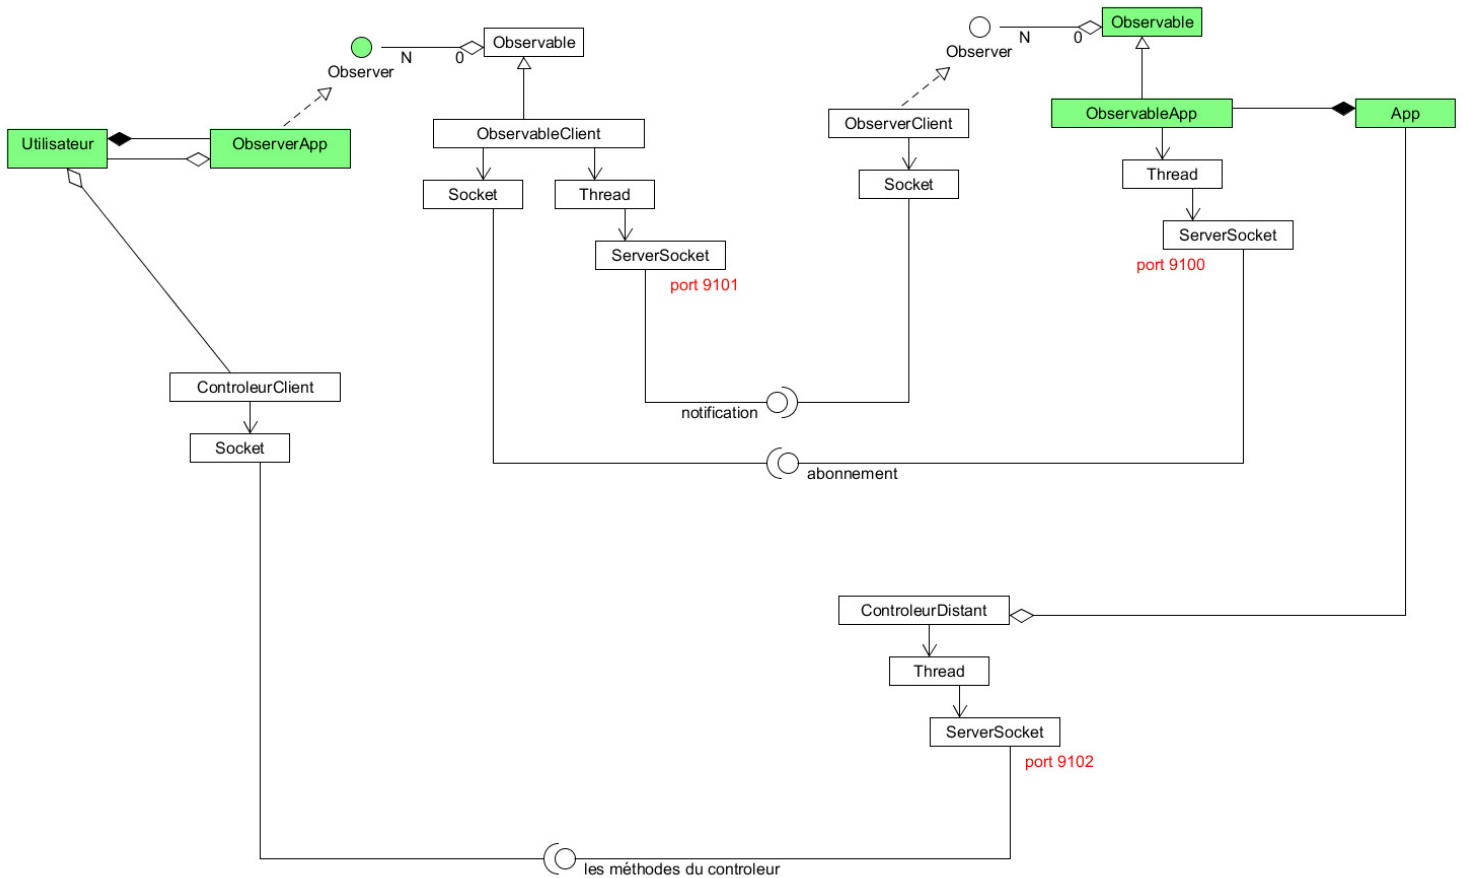 Observable
Observer
N
0
Observable
Observer
N
0
Utilisateur
ObserverApp
ObservableClient
ObserverClient
ObservableApp
App
Socket
Thread
Socket
Thread
ServerSocket
port 9101
ServerSocket
port 9100
ControleurClient
notification
Socket
abonnement
ControleurDistant
Thread
ServerSocket
port 9102
les méthodes du controleur